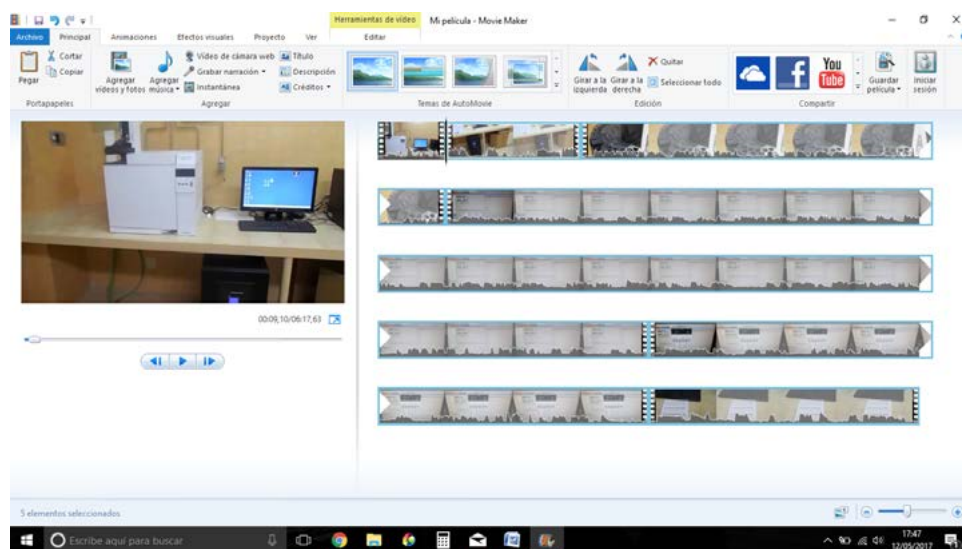 Herramientas de vídeo Mi película - Movie Maker
Archivo Principal Animaciones Efectos visuales Proyecto Ver Editar
Pegar
Cortar
Copiar
Portapapeles
Agregar vídeos y fotos
Agregar música
Vídeo de cámara web
Grabar narración
Instantánea
Título
Descripción
Créditos
Agregar
Temas de AutoMovie
Girar a la izquierda
Girar a la derecha
Quitar
Seleccionar todo
Edición
f
You
Tube
Compartir
Guardar película
Iniciar sesión
00:09,10/06:17,63
5 elementos seleccionados
Escribe aquí para buscar
17:47
12/05/2017